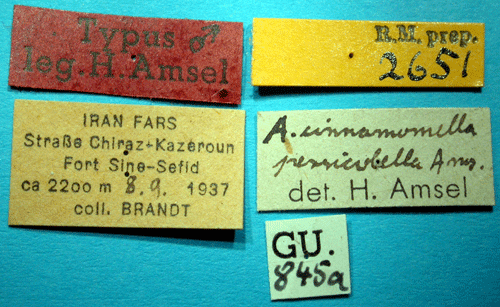 Typus ♂
leg. H. Amsel
R.M. prep.
2651
IRAN FARS
Straße Chiraz-Kazeroun
Fort Sine-Sefid
ca 2200 m 8.9. 1937
coll. BRANDT
A. cinnamomella
persicolella Ams.
det. H. Amsel
GU.
845a